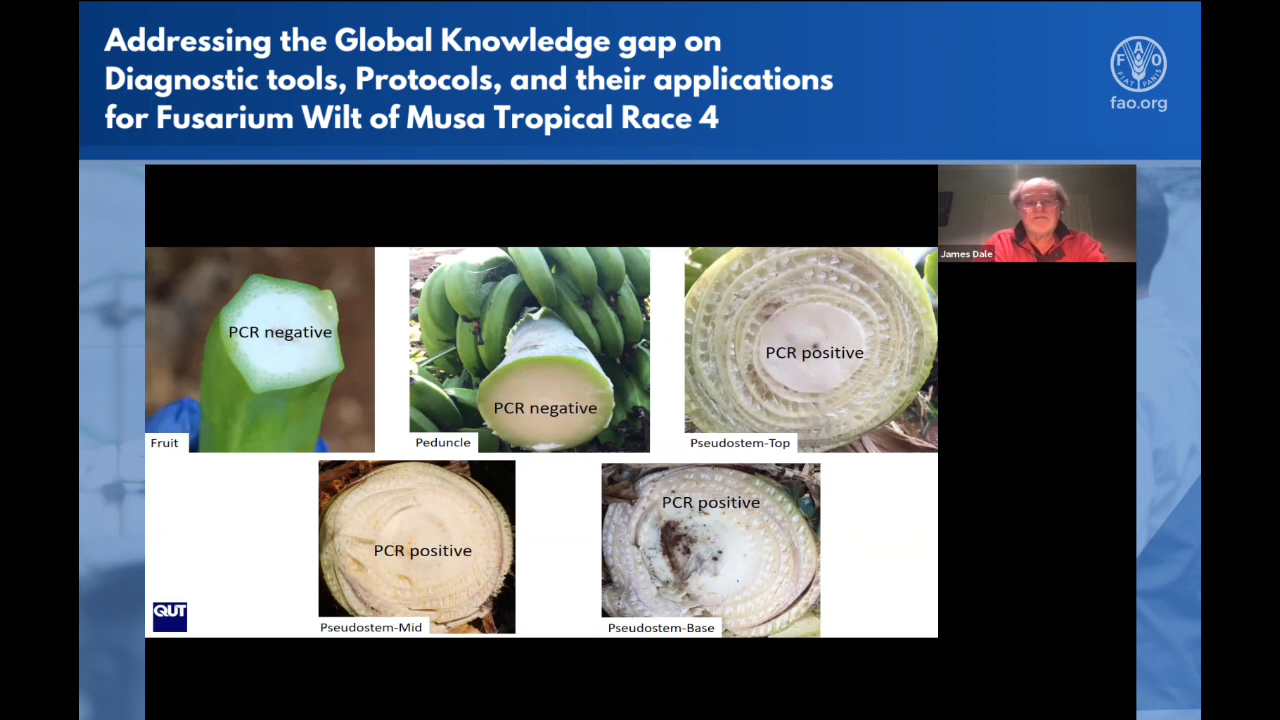 Addressing the Global Knowledge gap on
Diagnostic tools, Protocols, and their applications
for Fusarium Wilt of Musa Tropical Race 4
F A O
FIAT PANIS
fao.org
James Dale
PCR negative
Fruit
PCR negative
Peduncle
PCR positive
Pseudostem-Top
PCR positive
Pseudostem-Mid
PCR positive
Pseudostem-Base
QUT